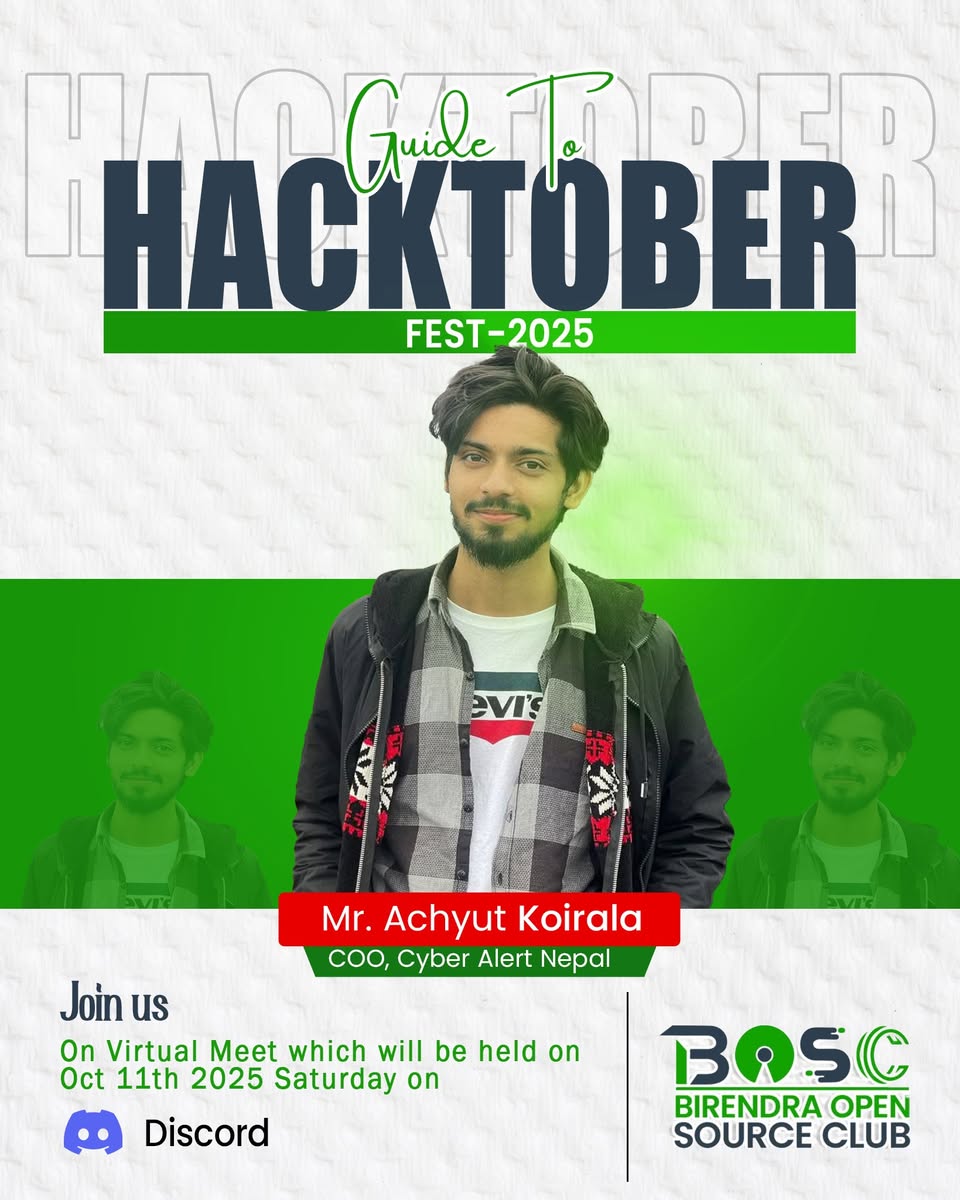 HACKTOBER
Guide To
HACKTOBER
FEST-2025
evi's
Mr. Achyut Koirala
COO, Cyber Alert Nepal
Join us
On Virtual Meet which will be held on
Oct 11th 2025 Saturday on
Discord
BOSC
BIRENDRA OPEN
SOURCE CLUB